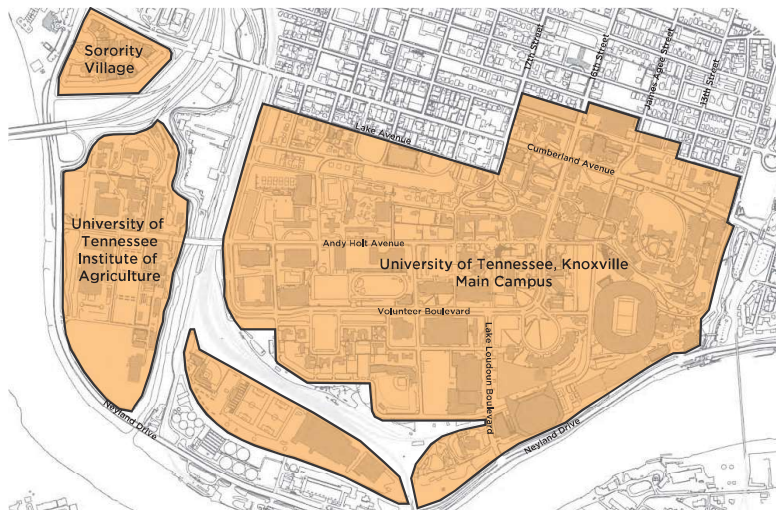 Sorority
Village
17th Street
16th Street
James Agee Street
13th Street
Lake Avenue
Cumberland Avenue
University of
Tennessee
Institute of
Agriculture
Andy Holt Avenue
University of Tennessee, Knoxville
Main Campus
Volunteer Boulevard
Lake Loudoun Boulevard
Neyland Drive
Neyland Drive